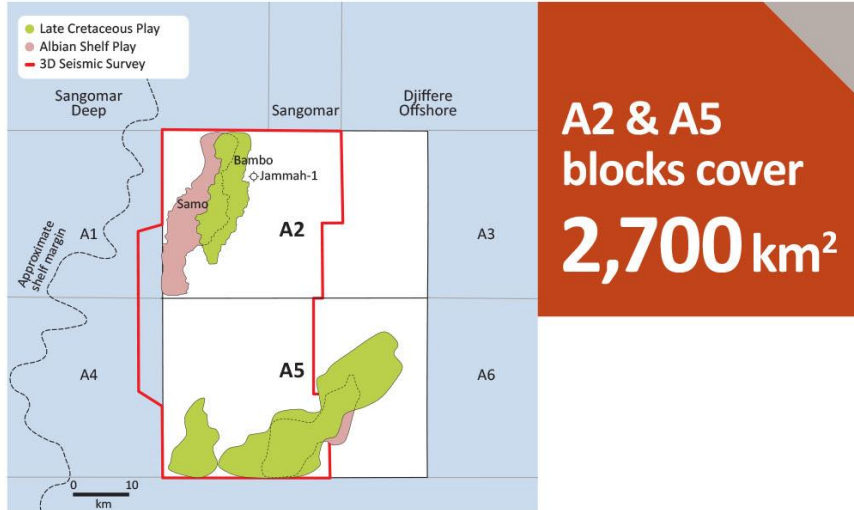 Late Cretaceous Play
Albian Shelf Play
3D Seismic Survey
Sangomar
Deep
Sangomar
Djiffere
Offshore
Bambo
Jammah-1
Samo
A1
A2
A3
Approximate
shelf margin
A4
A5
A6
0 10
km
A2 & A5
blocks cover
2,700 km²